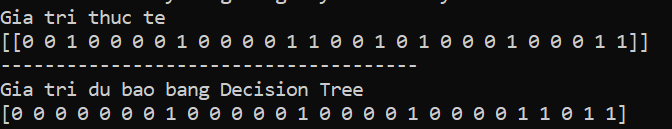 Gia tri thuc te
[[0 0 1 0 0 0 0 1 0 0 0 0 1 1 0 0 1 0 1 0 0 0 1 0 0 0 1 1]]
--------------------------------------
Gia tri du bao bang Decision Tree
[0 0 0 0 0 0 0 1 0 0 0 0 0 1 0 0 0 0 1 0 0 0 0 1 1 0 1 1]